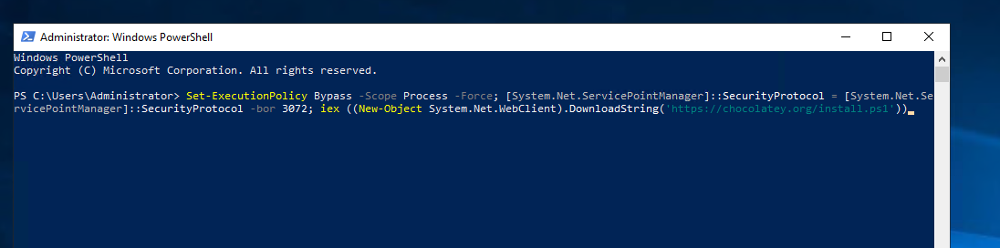 Administrator: Windows PowerShell
Windows PowerShell
Copyright (C) Microsoft Corporation. All rights reserved.
PS C:\Users\Administrator> Set-ExecutionPolicy Bypass -Scope Process -Force; [System.Net.ServicePointManager]::SecurityProtocol = [System.Net.Se
rvicePointManager]::SecurityProtocol -bor 3072; iex ((New-Object System.Net.WebClient).DownloadString('https://chocolatey.org/install.ps1'))